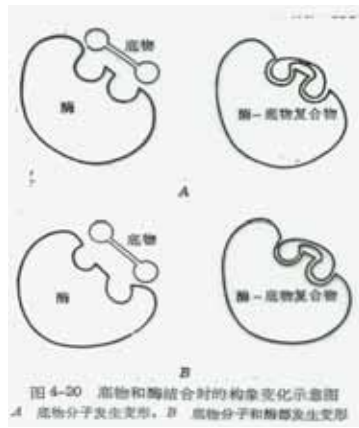 底物
酶
酶-底物复合物
A
底物
酶
酶-底物复合物
B
图4-20 底物和酶结合时的构象变化示意图
A 底物分子发生变形。B 底物分子和酶都发生变形